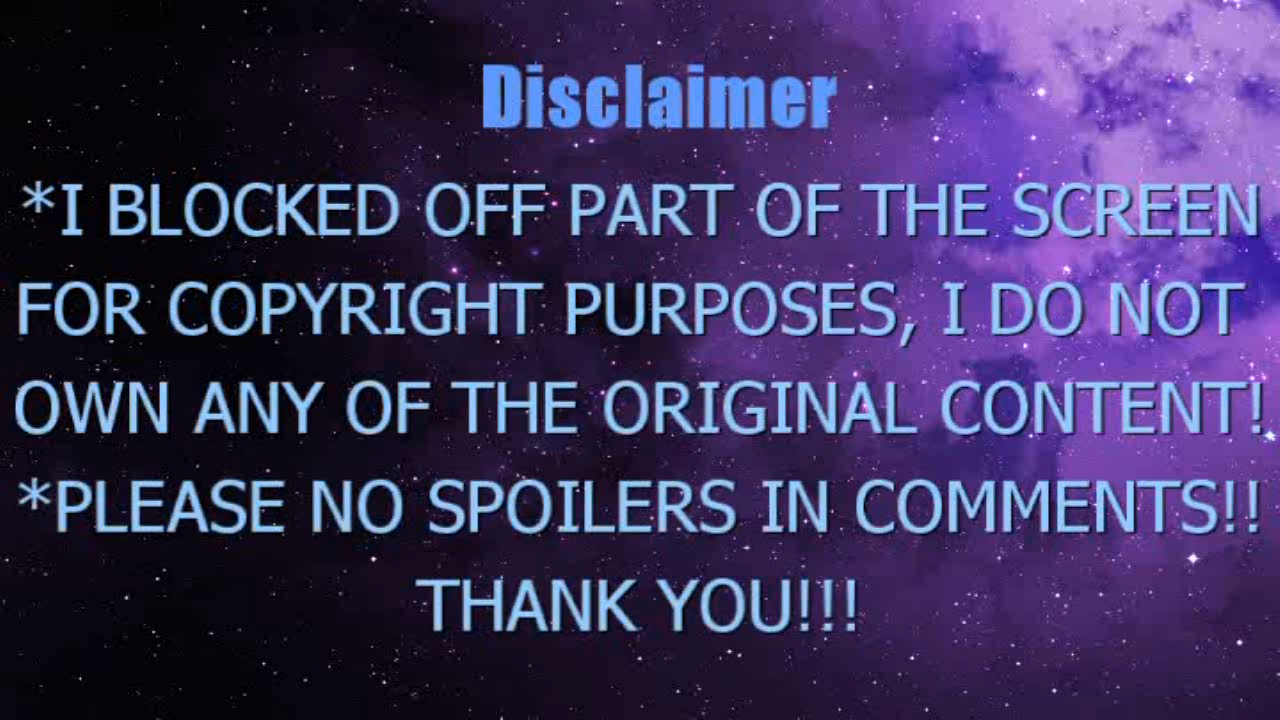 Disclaimer
*I BLOCKED OFF PART OF THE SCREEN
FOR COPYRIGHT PURPOSES, I DO NOT
OWN ANY OF THE ORIGINAL CONTENT!
*PLEASE NO SPOILERS IN COMMENTS!!
THANK YOU!!!